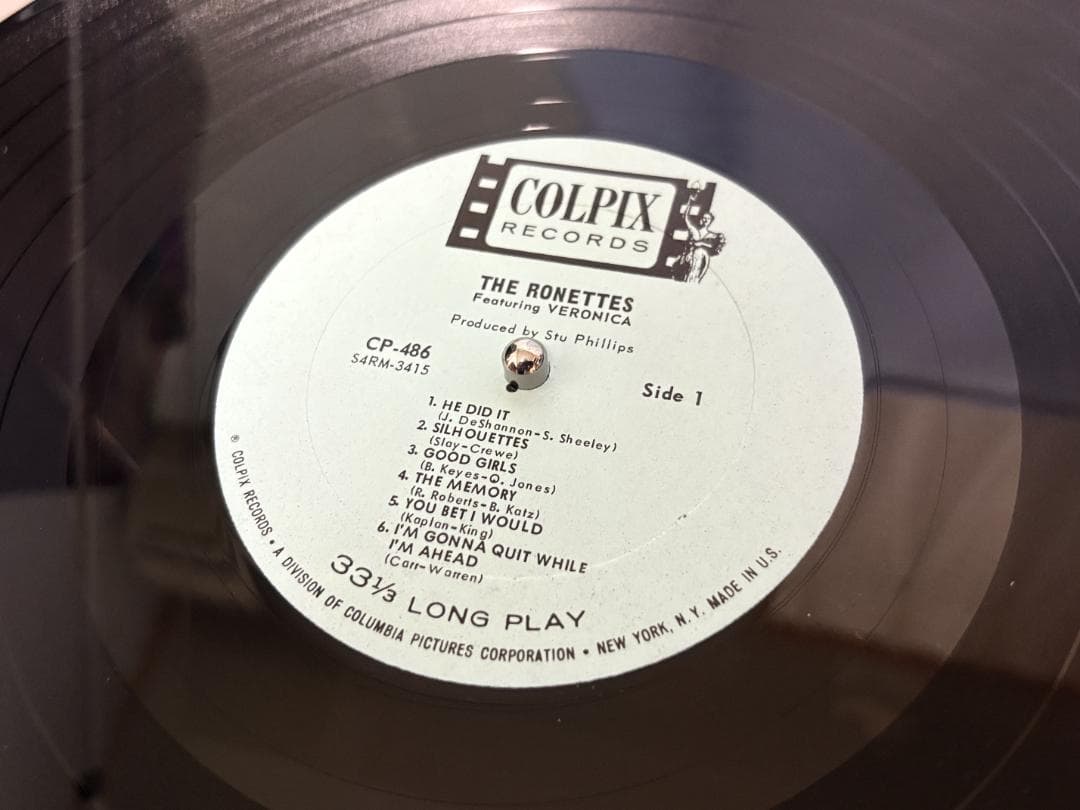 COLPIX
RECORDS
THE RONETTES
Featuring VERONICA
Produced by Stu Phillips
CP-486
S4RM-3415
Side 1
1. HE DID IT
(J. DeShannon-S. Sheeley)
2. SILHOUETTES
(Slay-Crewe)
3. GOOD GIRLS
(B. Keyes-Q. Jones)
4. THE MEMORY
(R. Roberts-B. Katz)
5. YOU BET I WOULD
(Kaplan-King)
6. I'M GONNA QUIT WHILE
I'M AHEAD
(Carr-Warren)
33⅓ LONG PLAY
℗ COLPIX RECORDS • A DIVISION OF COLUMBIA PICTURES CORPORATION • NEW YORK, N.Y. MADE IN U.S.